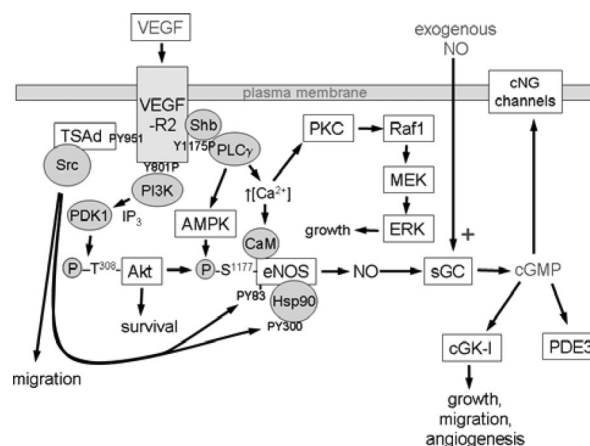 VEGF
exogenous
NO
plasma membrane
cNG
channels
VEGF
-R2
Shb
TSAd
PY951
Y1175P
PLCγ
PKC
Raf1
Src
Y801P
PI3K
↑[Ca²⁺]
MEK
PDK1
IP₃
AMPK
growth
ERK
CaM
+
P
–T³⁰⁸–
Akt
P
–S¹¹⁷⁷–
eNOS
NO
sGC
cGMP
PY83
Hsp90
survival
PY300
cGK-I
PDE3
migration
growth,
migration,
angiogenesis